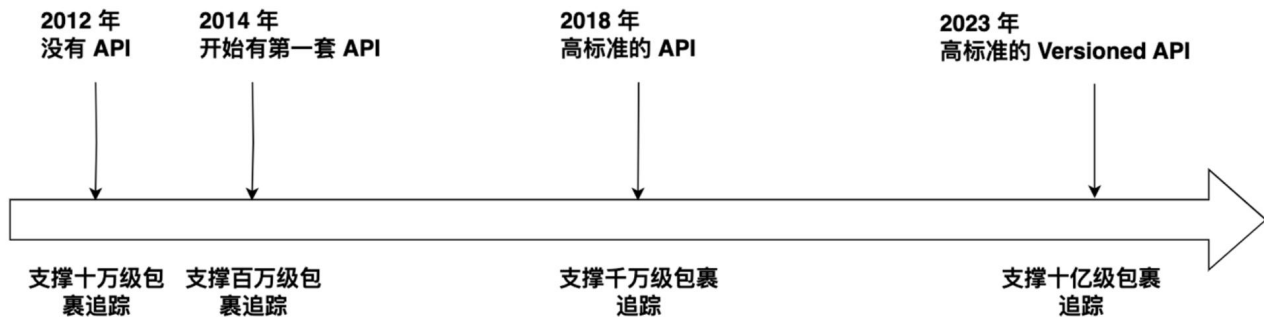 2012 年
没有 API
2014 年
开始有第一套 API
2018 年
高标准的 API
2023 年
高标准的 Versioned API
支撑十万级包
裹追踪
支撑百万级包
裹追踪
支撑千万级包裹
追踪
支撑十亿级包裹
追踪